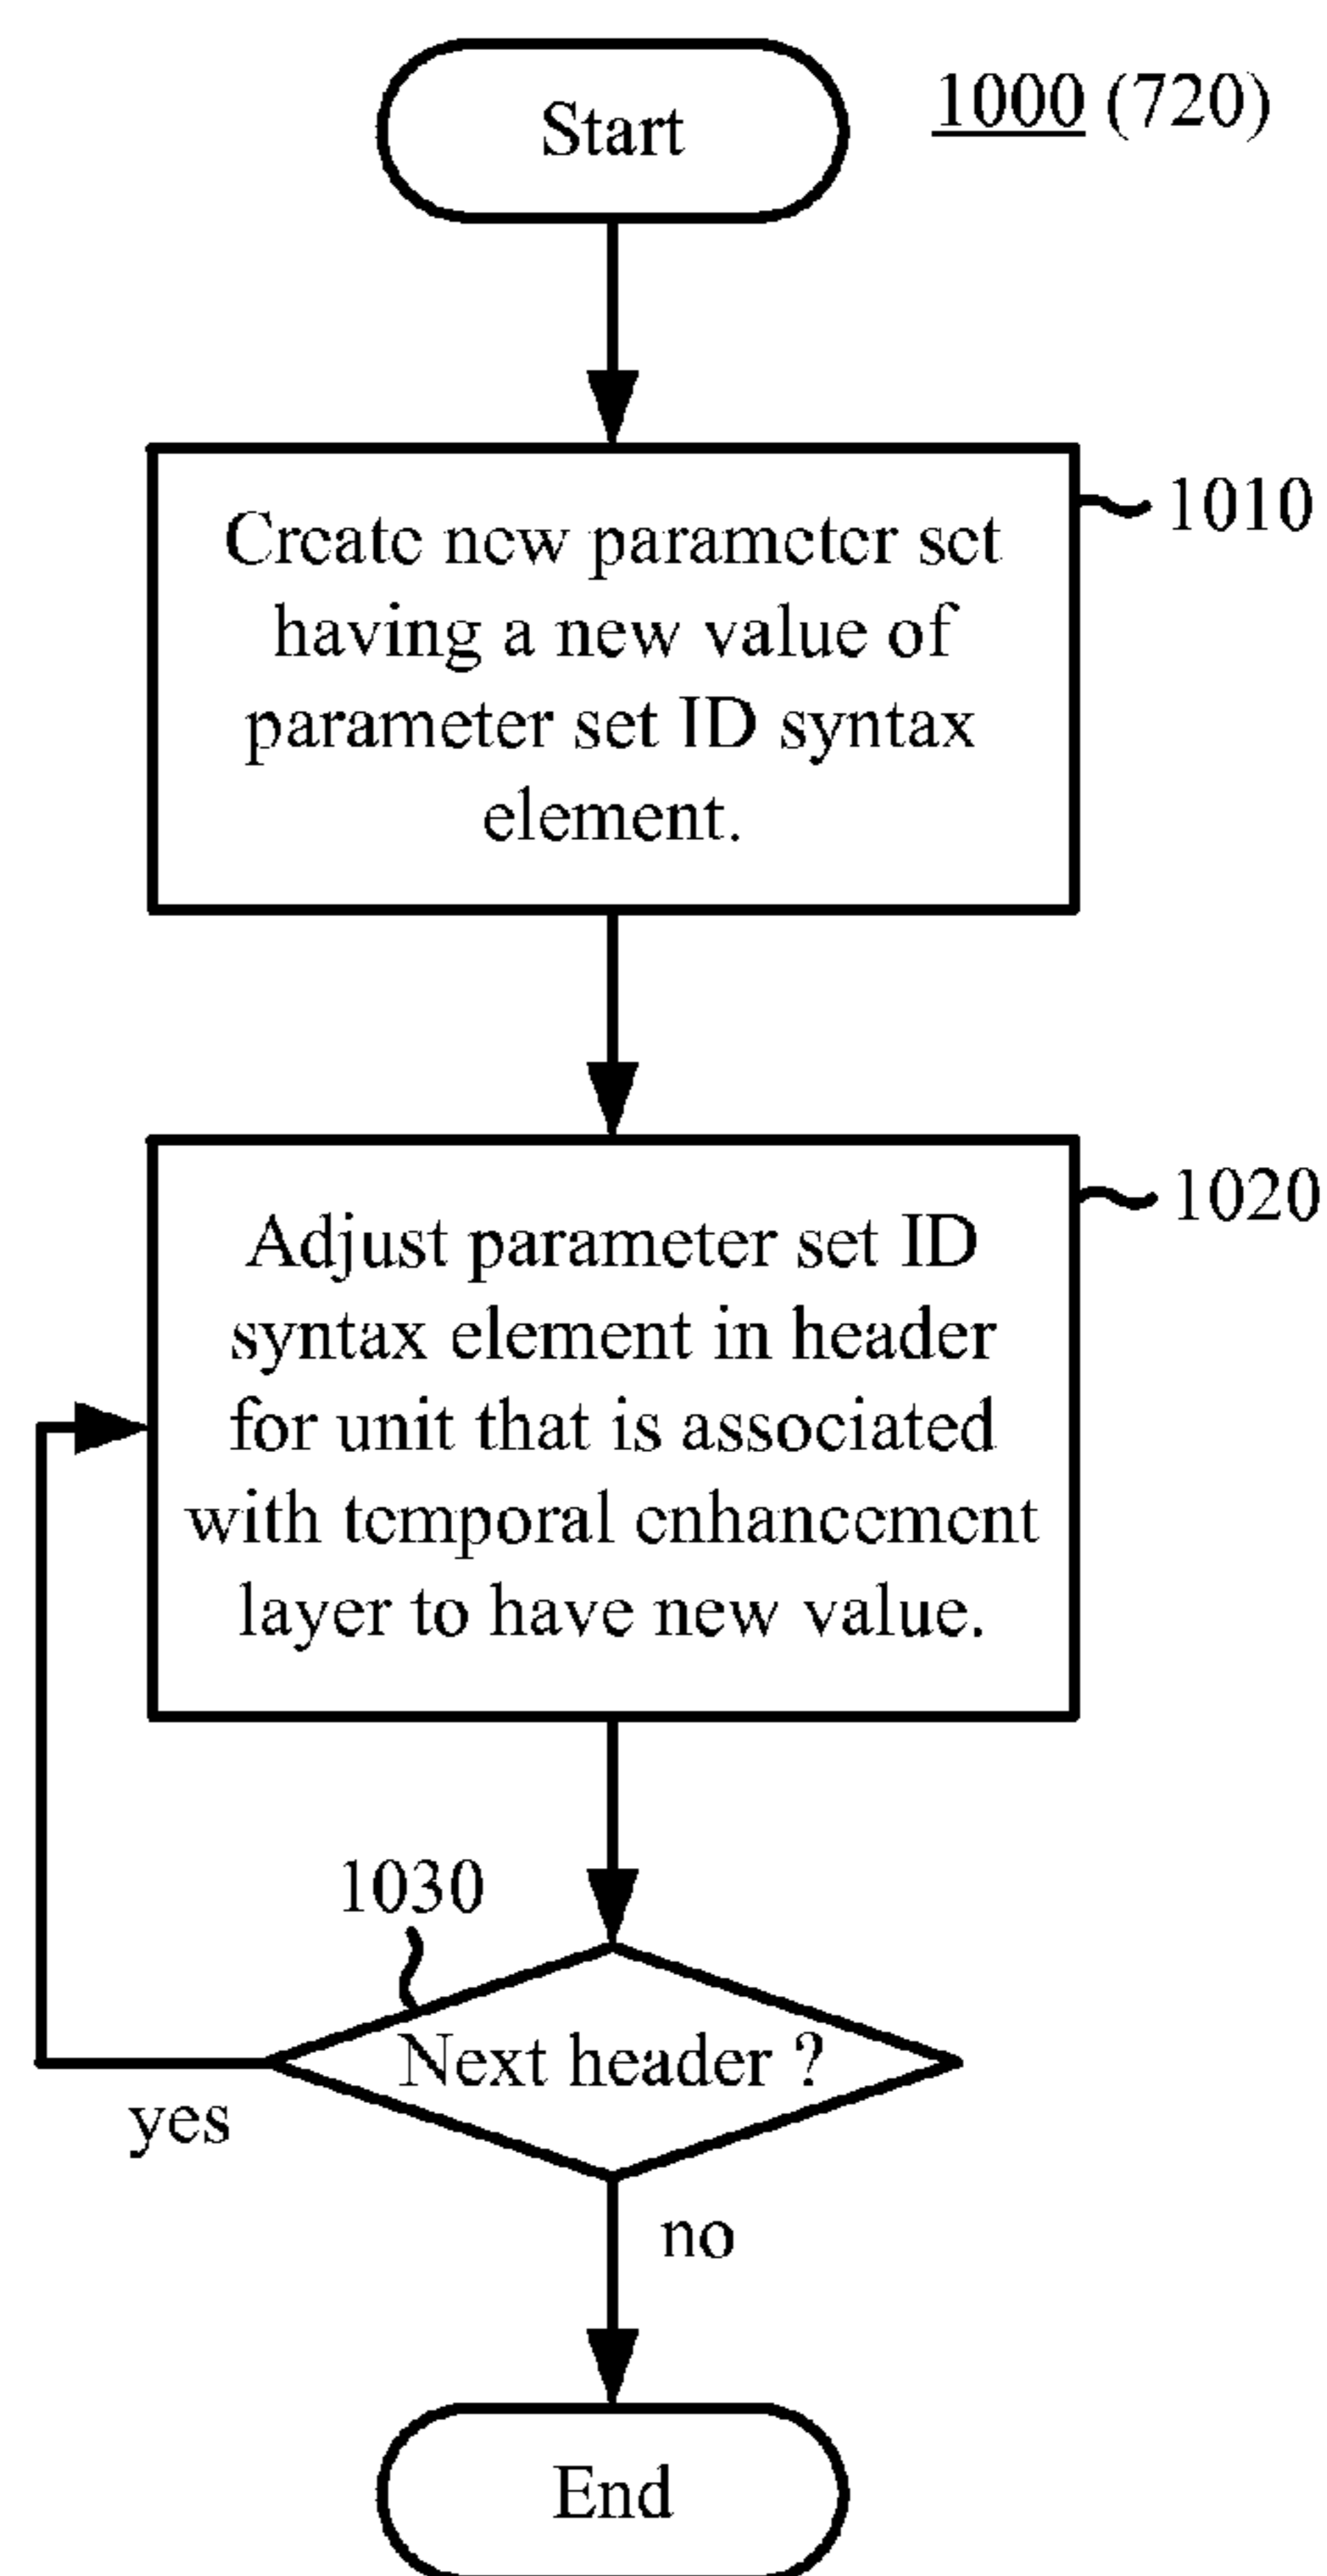 Start
1000 (720)
Create new parameter set
having a new value of
parameter set ID syntax
element.
1010
Adjust parameter set ID
syntax element in header
for unit that is associated
with temporal enhancement
layer to have new value.
1020
1030
Next header ?
yes
no
End